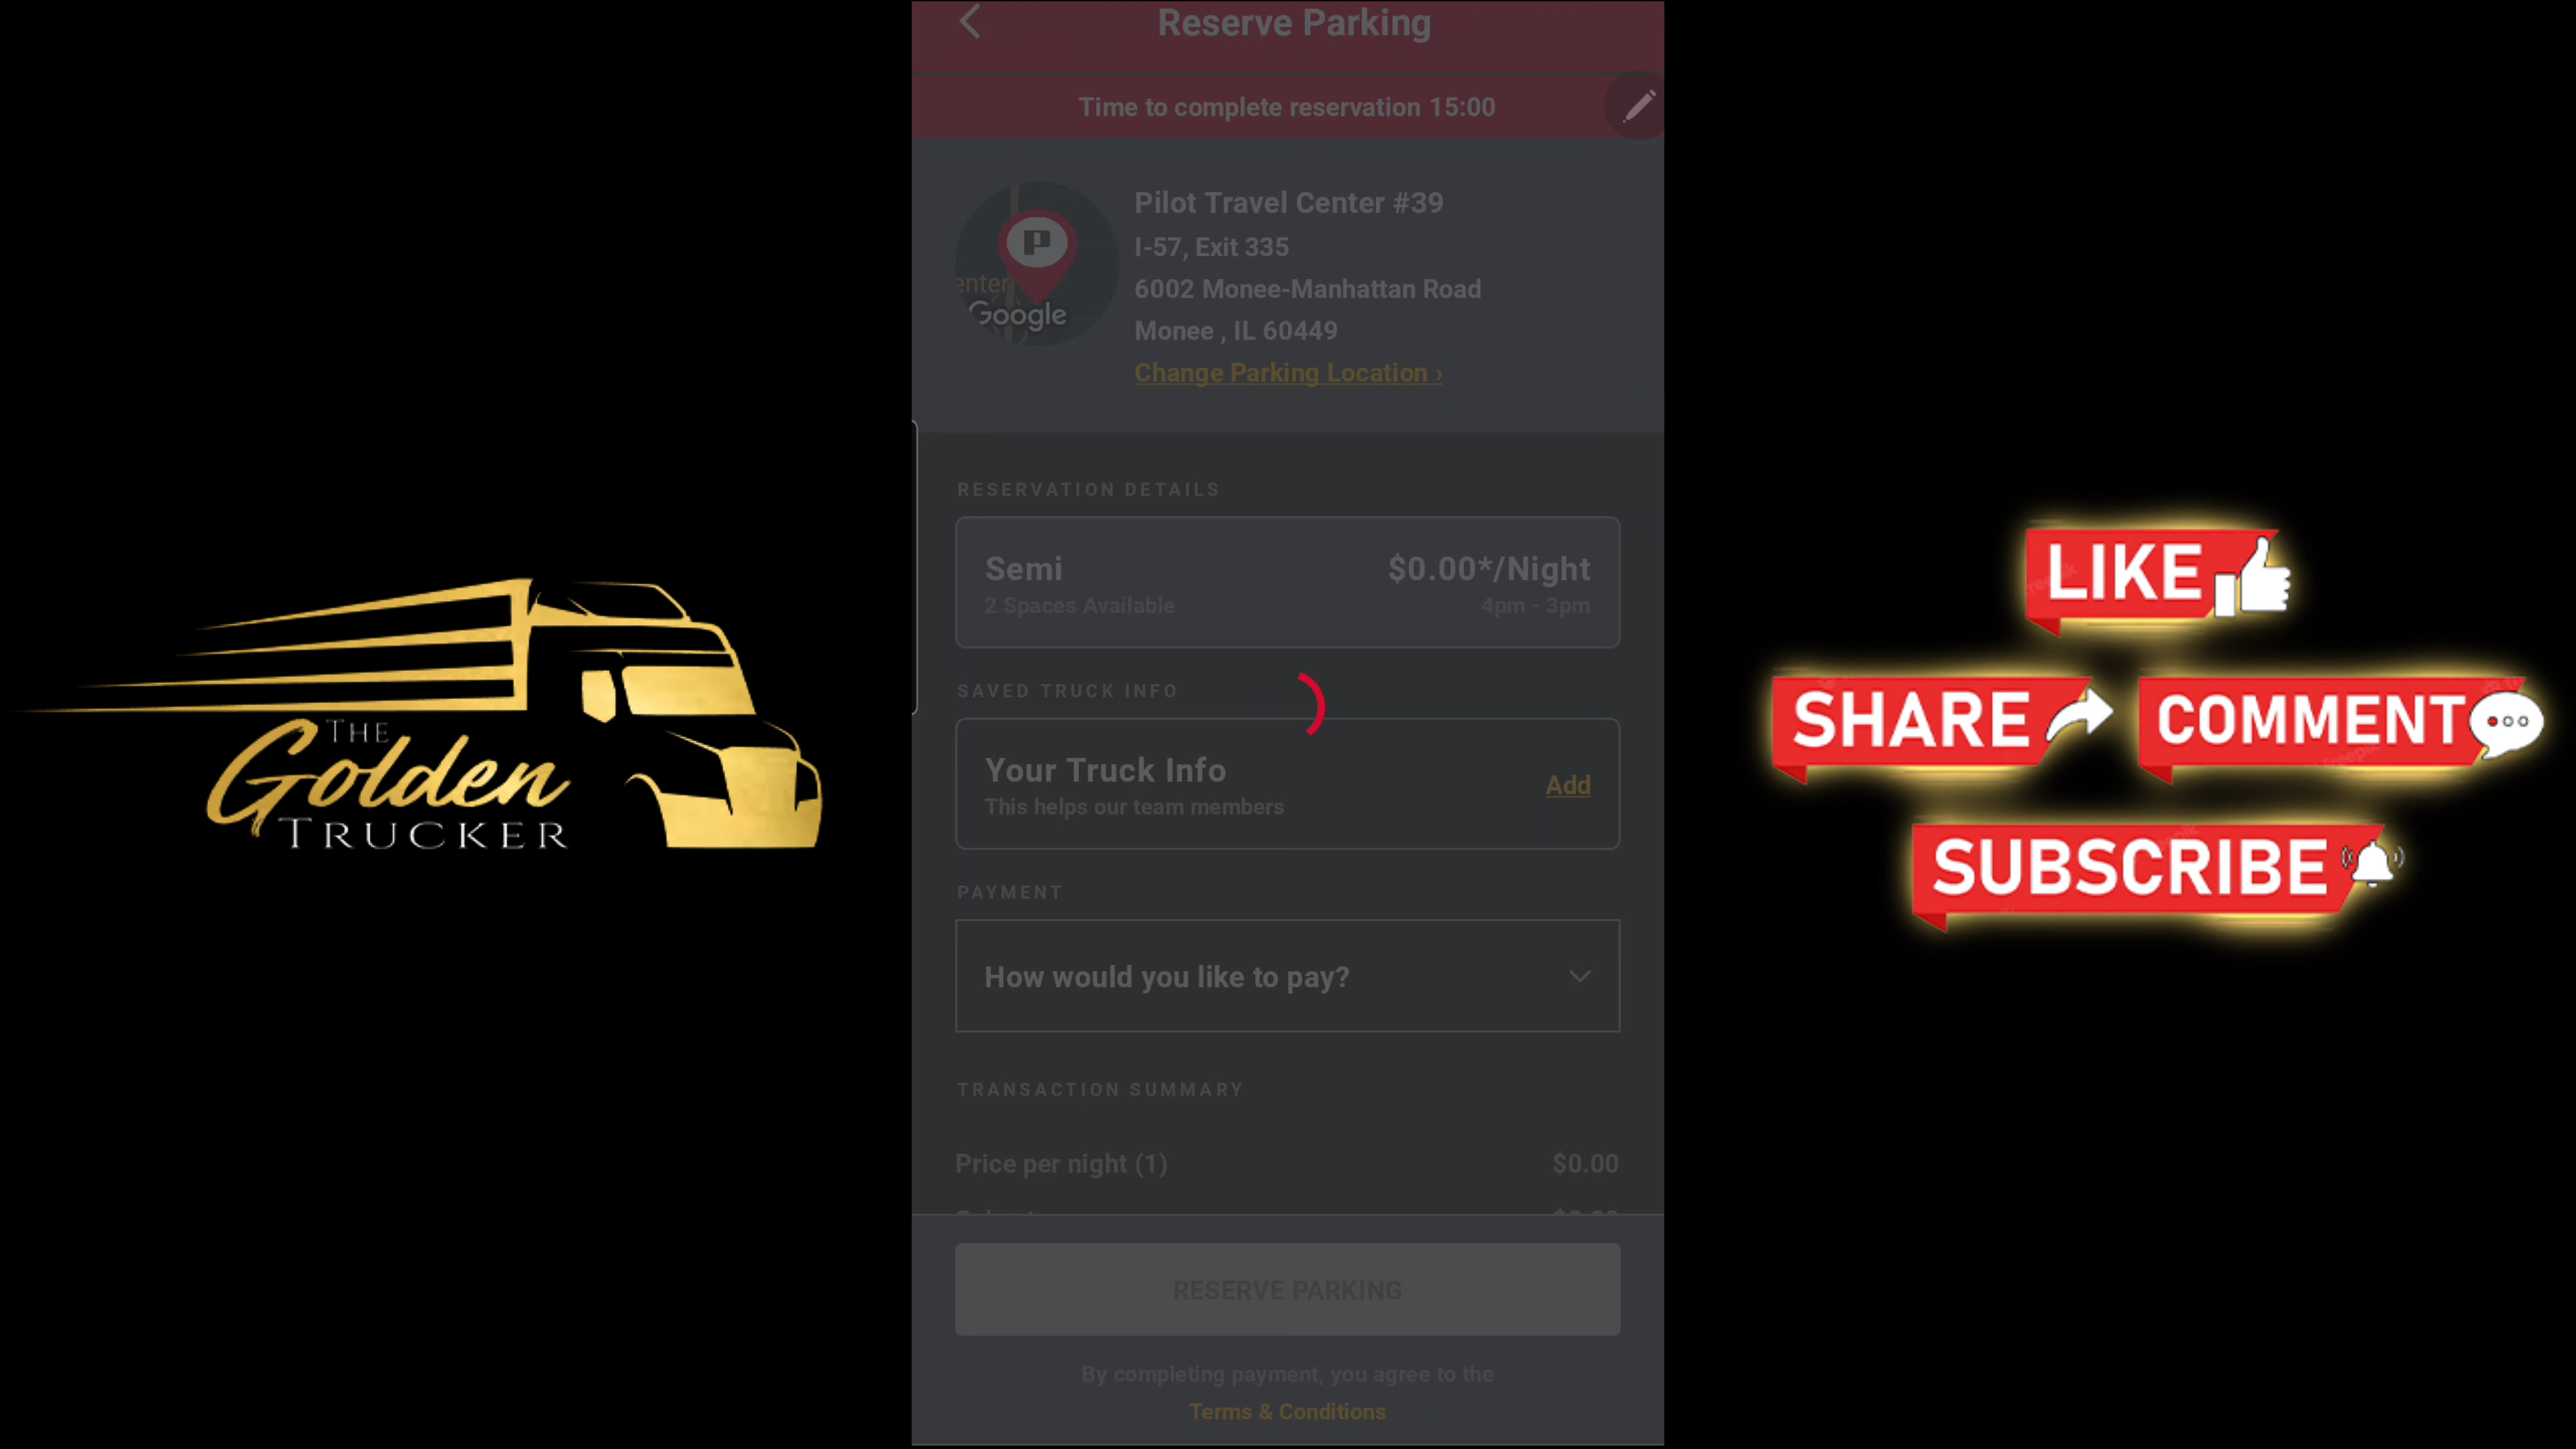 THE
Golden
TRUCKER
Reserve Parking
Time to complete reservation 15:00
Pilot Travel Center #39
I-57, Exit 335
6002 Monee-Manhattan Road
Monee , IL 60449
Change Parking Location ›
enter
Google
RESERVATION DETAILS
Semi
$0.00*/Night
2 Spaces Available
4pm - 3pm
SAVED TRUCK INFO
Your Truck Info
This helps our team members
Add
PAYMENT
How would you like to pay?
TRANSACTION SUMMARY
Price per night (1)
$0.00
RESERVE PARKING
By completing payment, you agree to the
Terms & Conditions
LIKE
SHARE
COMMENT
SUBSCRIBE